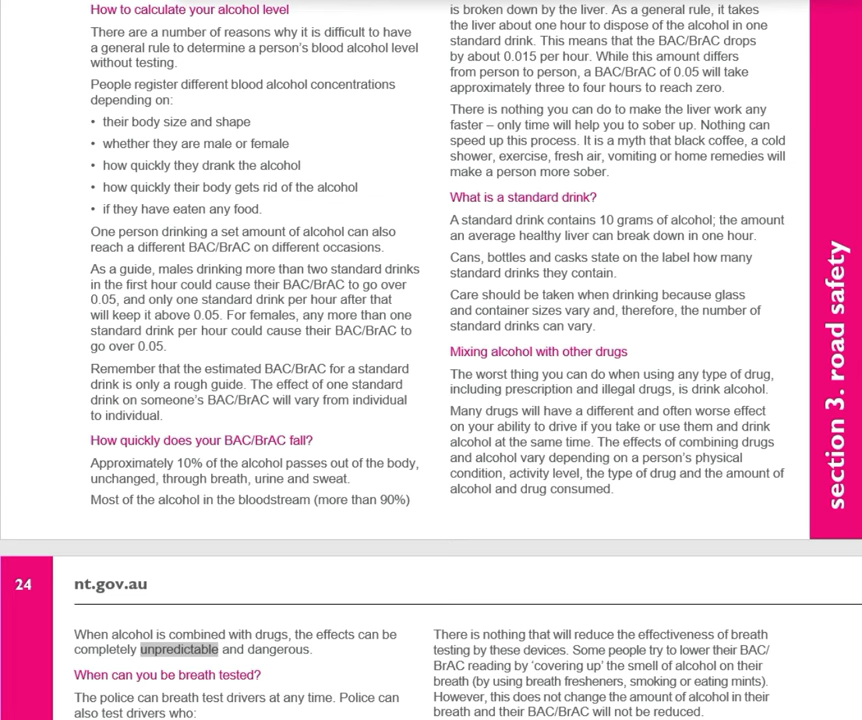 How to calculate your alcohol level
There are a number of reasons why it is difficult to have
a general rule to determine a person's blood alcohol level
without testing.
People register different blood alcohol concentrations
depending on:
• their body size and shape
• whether they are male or female
• how quickly they drank the alcohol
• how quickly their body gets rid of the alcohol
• if they have eaten any food.
One person drinking a set amount of alcohol can also
reach a different BAC/BrAC on different occasions.
As a guide, males drinking more than two standard drinks
in the first hour could cause their BAC/BrAC to go over
0.05, and only one standard drink per hour after that
will keep it above 0.05. For females, any more than one
standard drink per hour could cause their BAC/BrAC to
go over 0.05.
Remember that the estimated BAC/BrAC for a standard
drink is only a rough guide. The effect of one standard
drink on someone's BAC/BrAC will vary from individual
to individual.
How quickly does your BAC/BrAC fall?
Approximately 10% of the alcohol passes out of the body,
unchanged, through breath, urine and sweat.
Most of the alcohol in the bloodstream (more than 90%)
is broken down by the liver. As a general rule, it takes
the liver about one hour to dispose of the alcohol in one
standard drink. This means that the BAC/BrAC drops
by about 0.015 per hour. While this amount differs
from person to person, a BAC/BrAC of 0.05 will take
approximately three to four hours to reach zero.
There is nothing you can do to make the liver work any
faster – only time will help you to sober up. Nothing can
speed up this process. It is a myth that black coffee, a cold
shower, exercise, fresh air, vomiting or home remedies will
make a person more sober.
What is a standard drink?
A standard drink contains 10 grams of alcohol; the amount
an average healthy liver can break down in one hour.
Cans, bottles and casks state on the label how many
standard drinks they contain.
Care should be taken when drinking because glass
and container sizes vary and, therefore, the number of
standard drinks can vary.
Mixing alcohol with other drugs
The worst thing you can do when using any type of drug,
including prescription and illegal drugs, is drink alcohol.
Many drugs will have a different and often worse effect
on your ability to drive if you take or use them and drink
alcohol at the same time. The effects of combining drugs
and alcohol vary depending on a person's physical
condition, activity level, the type of drug and the amount of
alcohol and drug consumed.
section 3. road safety
24
nt.gov.au
When alcohol is combined with drugs, the effects can be
completely unpredictable and dangerous.
When can you be breath tested?
The police can breath test drivers at any time. Police can
also test drivers who:
There is nothing that will reduce the effectiveness of breath
testing by these devices. Some people try to lower their BAC/
BrAC reading by 'covering up' the smell of alcohol on their
breath (by using breath fresheners, smoking or eating mints).
However, this does not change the amount of alcohol in their
breath and their BAC/BrAC will not be reduced.